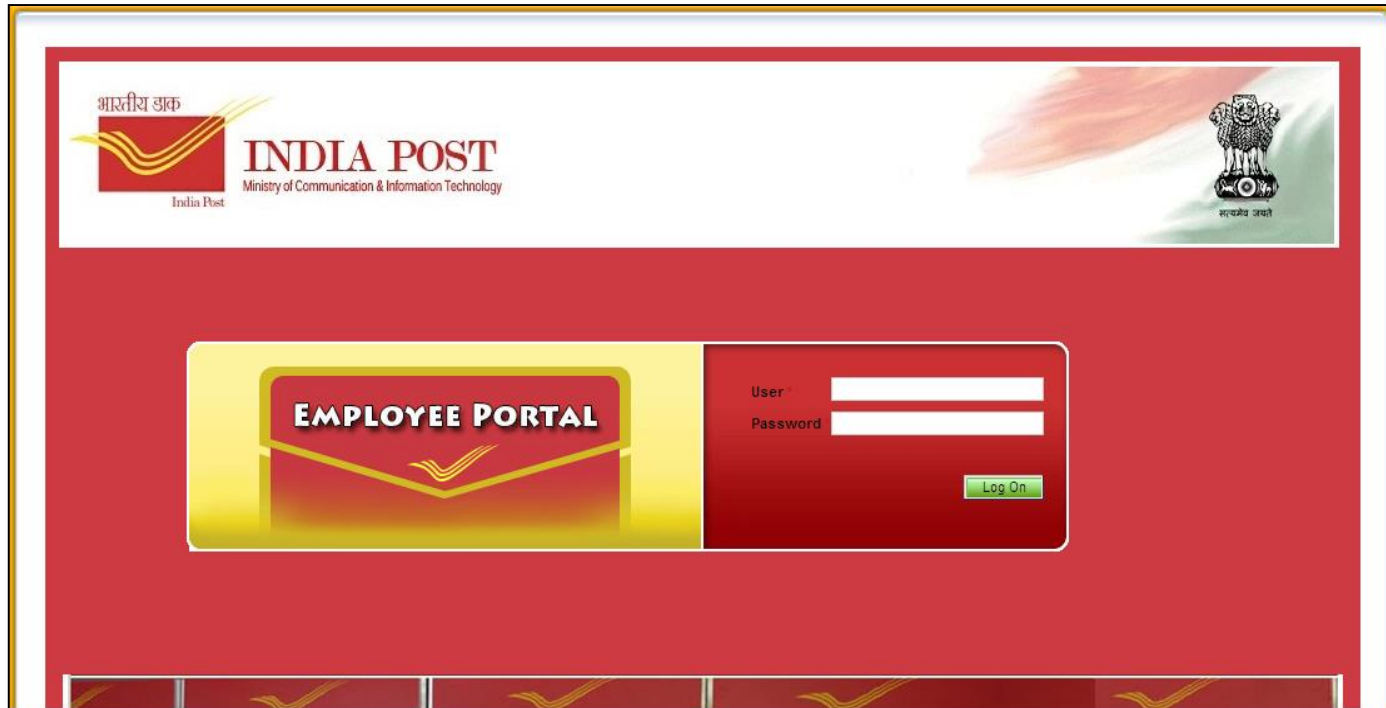 भारतीय डाक
India Post
INDIA POST
Ministry of Communication & Information Technology
सत्यमेव जयते
EMPLOYEE PORTAL
User *
Password
Log On